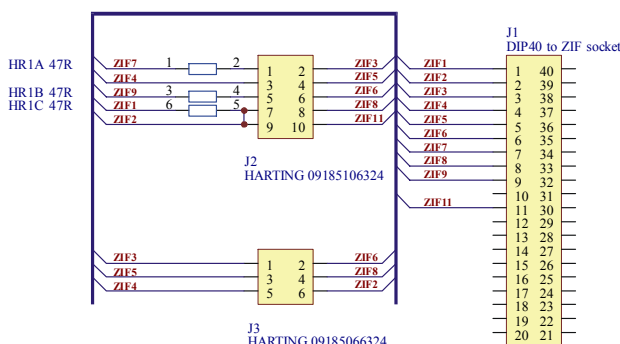 J1
DIP40 to ZIF socket
HR1A 47R ZIF7 1 2 ZIF3 ZIF1
1 2 1 40
ZIF4 ZIF5 ZIF2
3 4 2 39
HR1B 47R ZIF9 3 4 ZIF6 ZIF3
5 6 3 38
HR1C 47R ZIF1 6 5 ZIF8 ZIF4
7 8 4 37
ZIF2 ZIF11 ZIF5
9 10 5 36
ZIF6
6 35
ZIF7
7 34
J2 ZIF8
8 33
HARTING 09185106324 ZIF9
9 32
10 31
ZIF11
11 30
12 29
13 28
14 27
ZIF3 1 2 ZIF6
15 26
ZIF5 3 4 ZIF8
16 25
ZIF4 5 6 ZIF2
17 24
18 23
19 22
J3
20 21
HARTING 09185066324